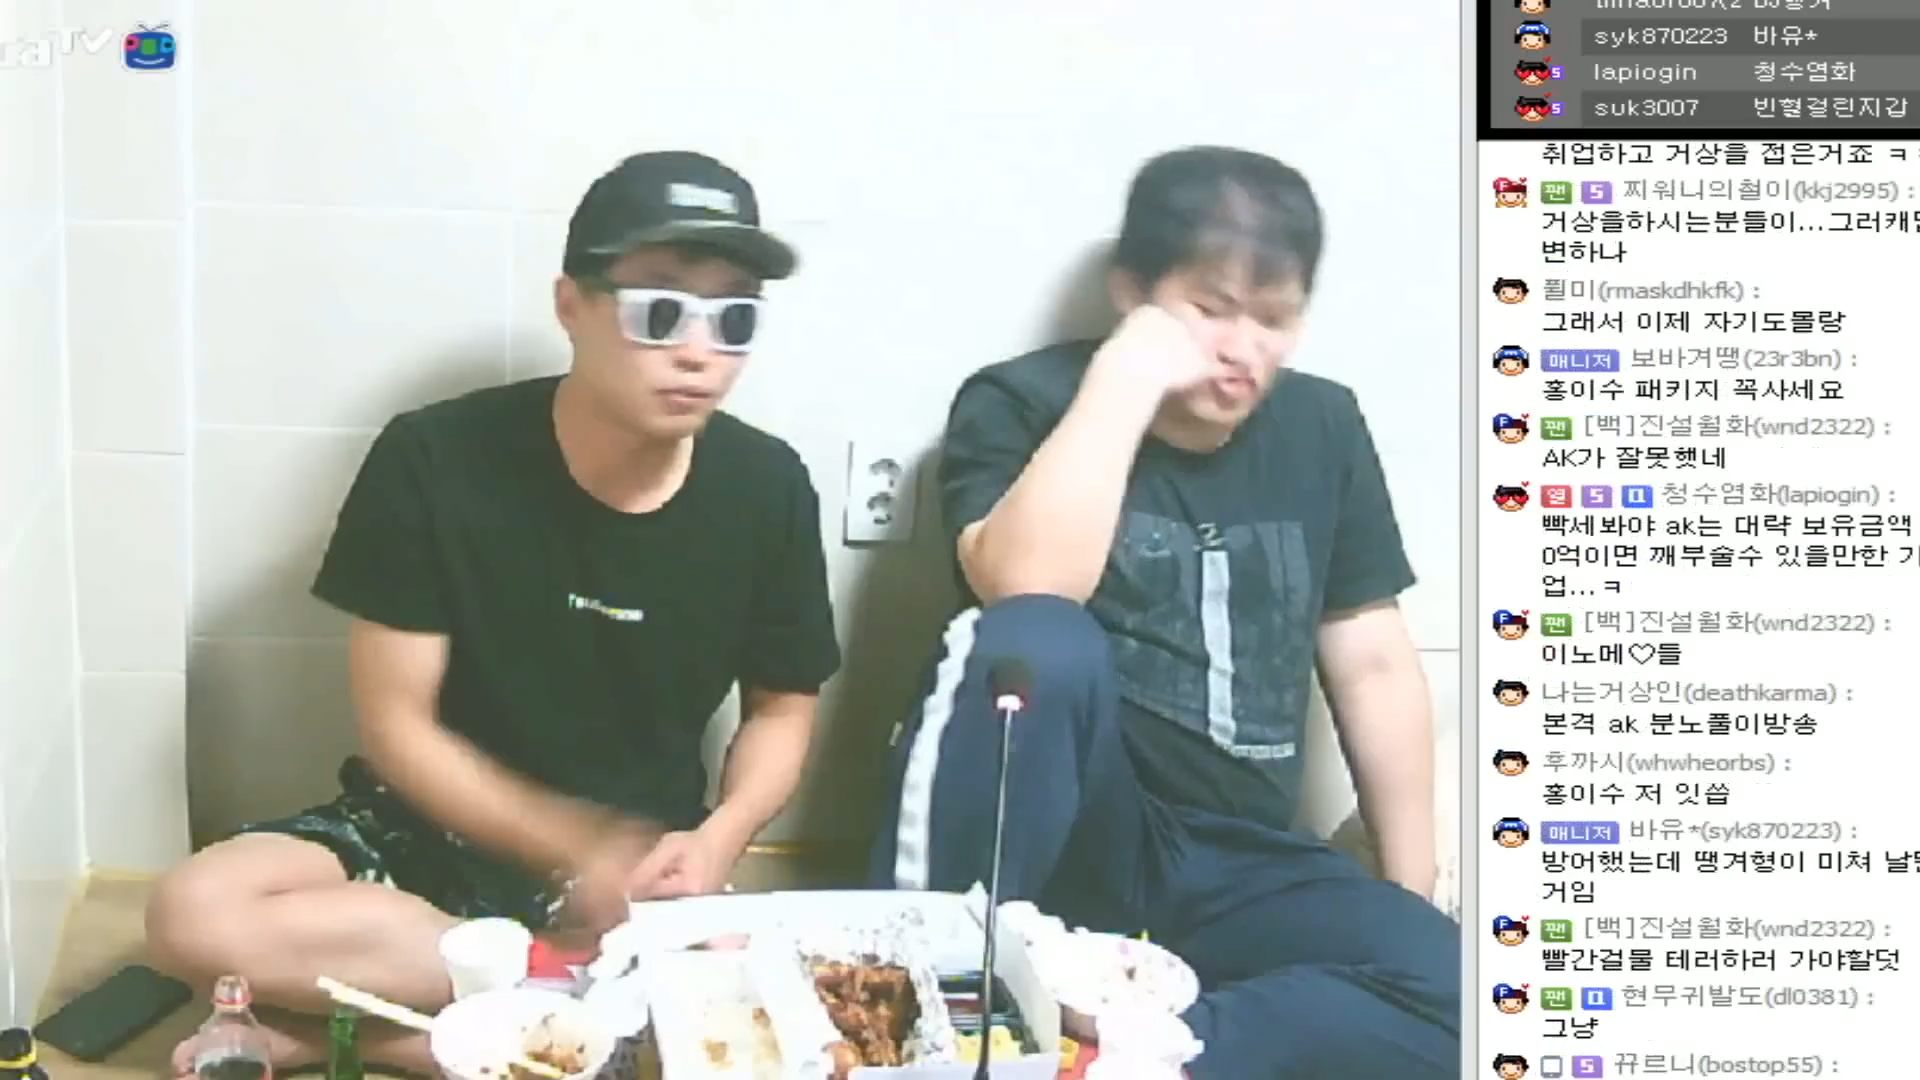 TV
syk870223 바유*
lapiogin 청수염화
suk3007 빈혈걸린지갑
취업하고 거상을 접은거죠 ㅋ
팬 S 찌워니의철이(kkj2995) :
거상을하시는분들이...그러캐
변하나
푈미(rmaskdhkfk) :
그래서 이제 자기도몰랑
매니저 보바겨땡(23r3bn) :
홍이수 패키지 꼭사세요
팬 [백]진설월화(wnd2322) :
AK가 잘못했네
열 S 청수염화(lapiogin) :
빡세봐야 ak는 대략 보유금액
0억이면 깨부술수 있을만한 기
업...ㅋ
팬 [백]진설월화(wnd2322) :
이노메♡들
나는거상인(deathkarma) :
본격 ak 분노풀이방송
후까시(whwheorbs) :
홍이수 저 잇씁
매니저 바유*(syk870223) :
방어했는데 땡겨형이 미쳐 날
거임
팬 [백]진설월화(wnd2322) :
빨간걸물 테러하러 가야할덧
팬 현무귀발도(dl0381) :
그냥
S 뀨르니(bostop55) :